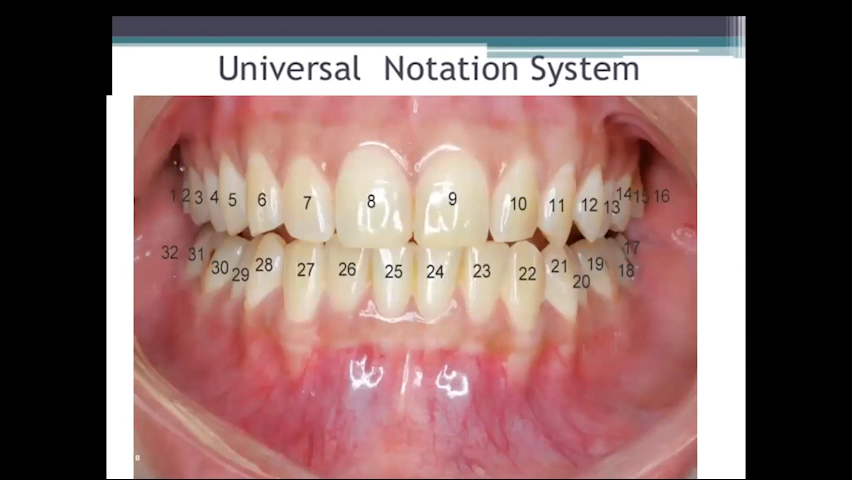 Universal Notation System
1 2 3 4 5 6 7 8 9 10 11 12 13 14 15 16
32 31 30 29 28 27 26 25 24 23 22 21 20 19 18 17
8